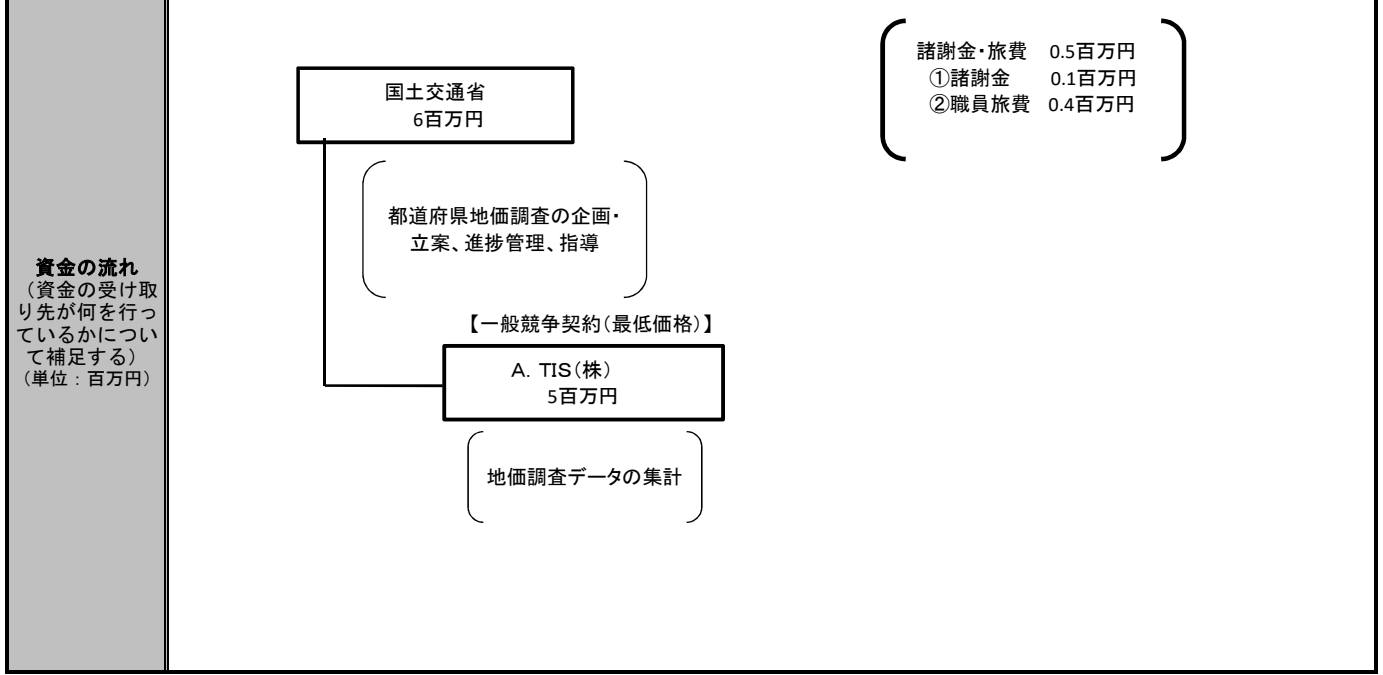 資金の流れ
（資金の受け取
り先が何を行っ
ているかについ
て補足する）
（単位：百万円）
国土交通省
6百万円
都道府県地価調査の企画・
立案、進捗管理、指導
【一般競争契約（最低価格）】
A．TIS（株）
5百万円
地価調査データの集計
諸謝金・旅費　0.5百万円
①諸謝金　0.1百万円
②職員旅費　0.4百万円